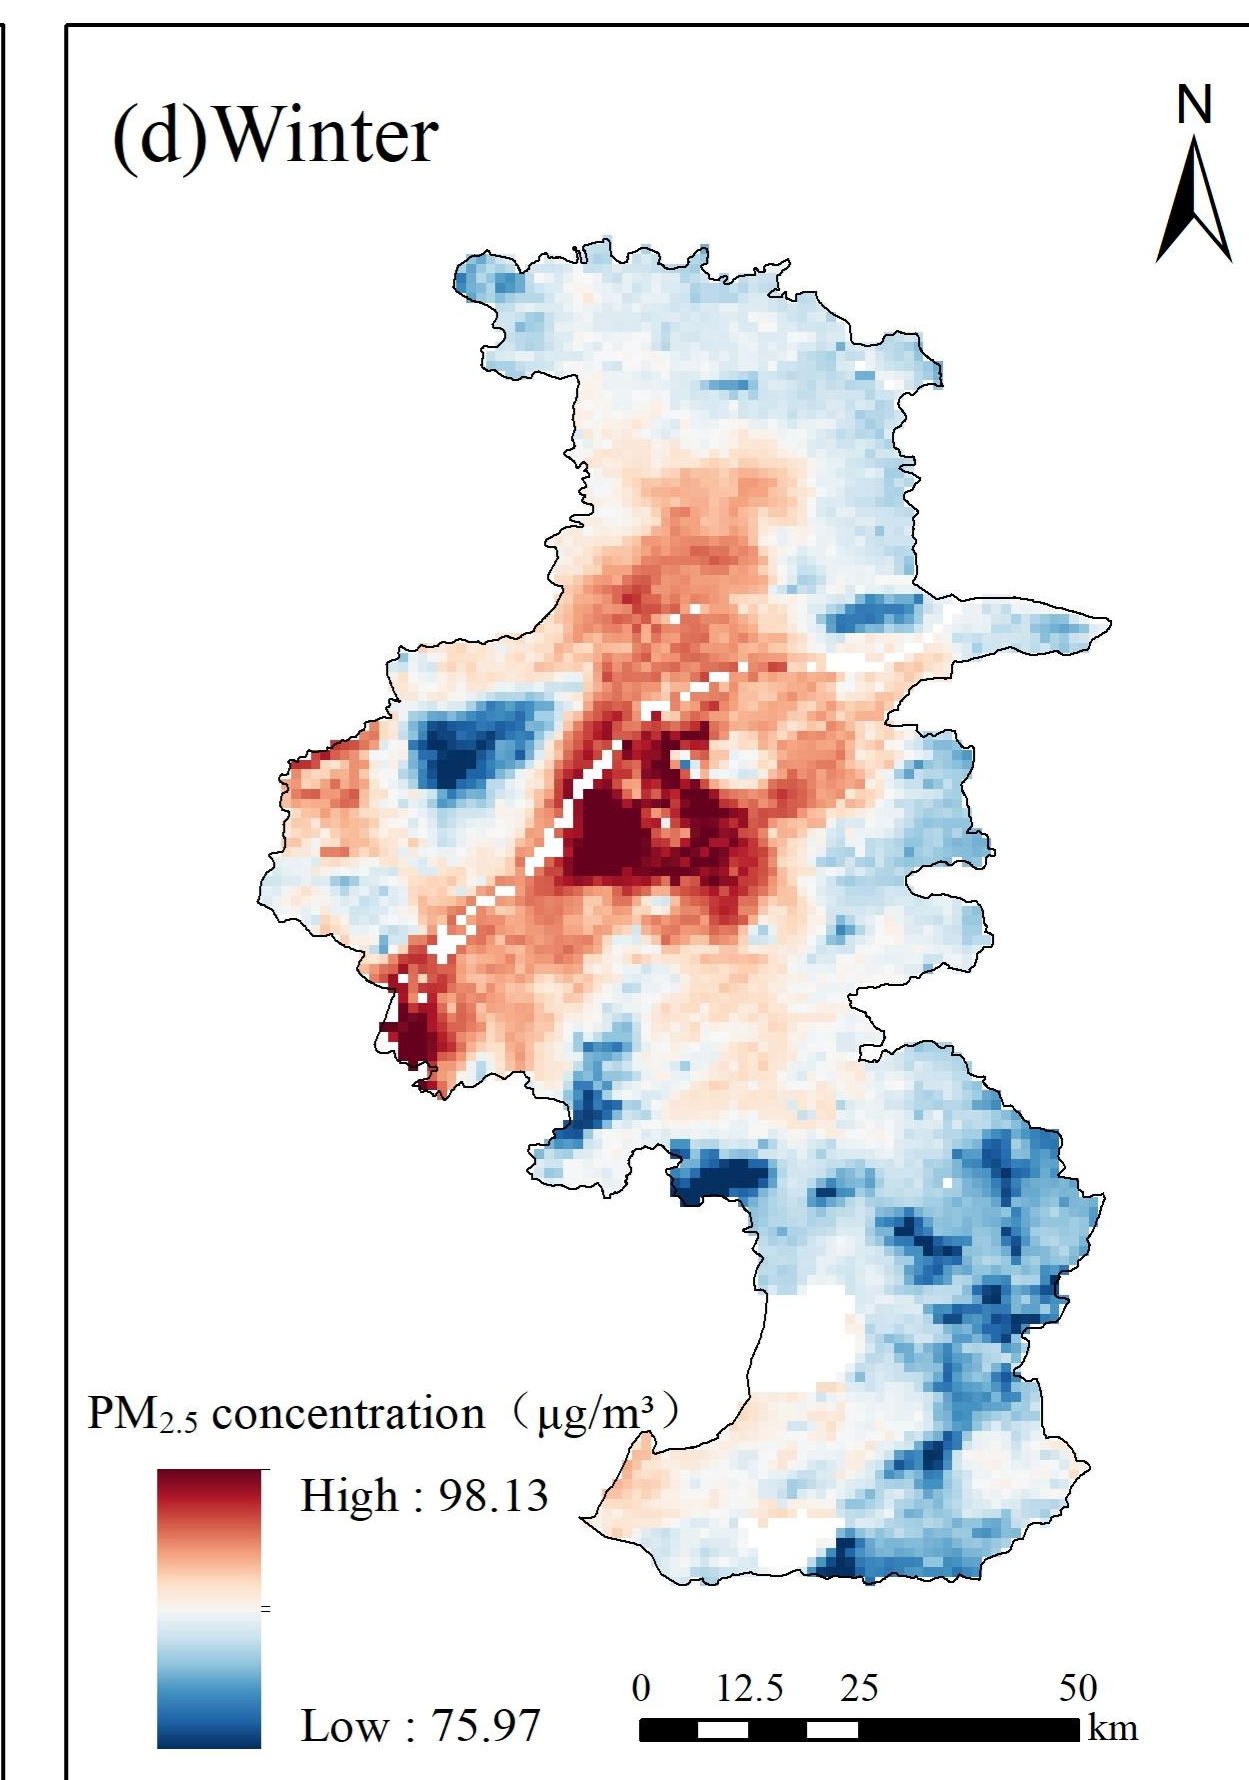 (d)Winter
N
PM₂.₅ concentration（μg/m³）
High : 98.13
Low : 75.97
0 12.5 25 50
km